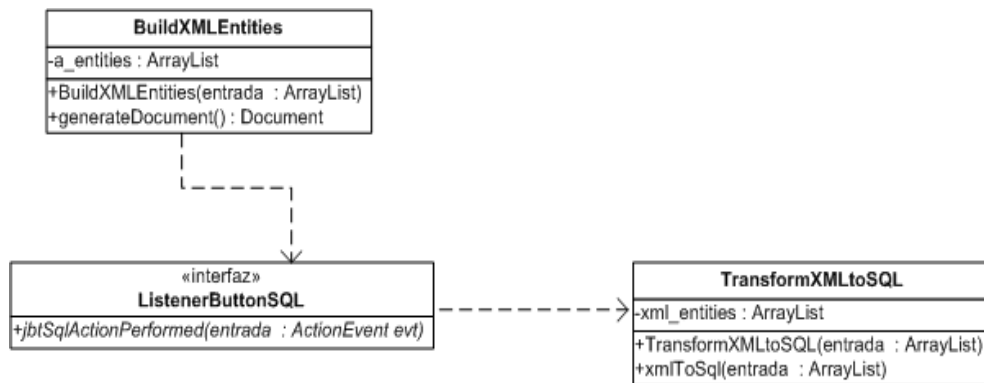 BuildXMLEntities
-a_entities : ArrayList
+BuildXMLEntities(entrada : ArrayList)
+generateDocument() : Document
«interfaz»
ListenerButtonSQL
+jbtSqlActionPerformed(entrada : ActionEvent evt)
TransformXMLtoSQL
-xml_entities : ArrayList
+TransformXMLtoSQL(entrada : ArrayList)
+xmlToSql(entrada : ArrayList)